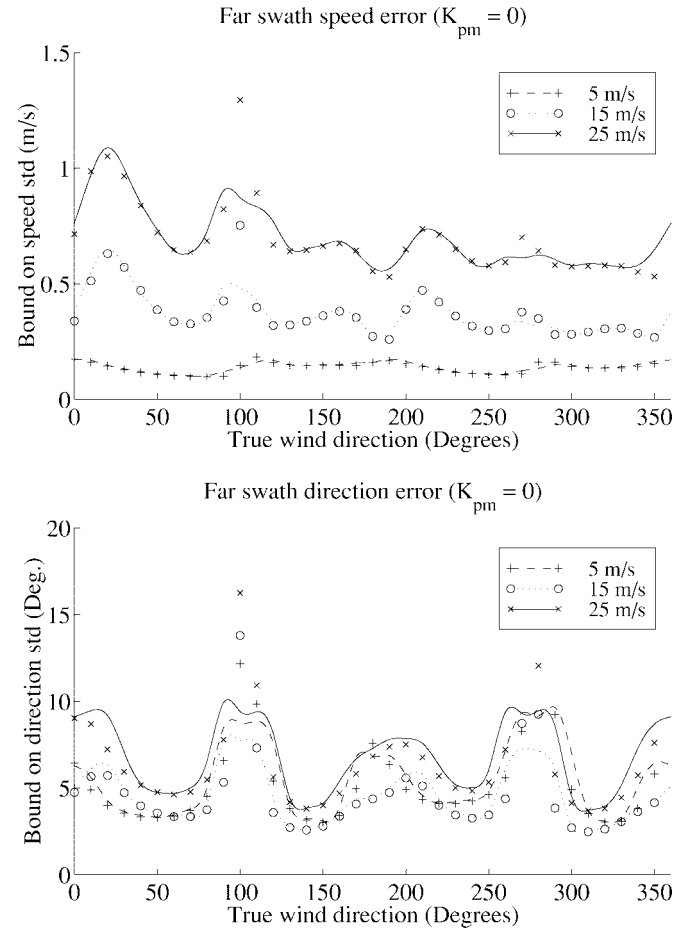 Far swath speed error (Kpm = 0)
1.5
1
0.5
0
Bound on speed std (m/s)
5 m/s
15 m/s
25 m/s
0 50 100 150 200 250 300 350
True wind direction (Degrees)
Far swath direction error (Kpm = 0)
20
15
10
5
0
Bound on direction std (Deg.)
5 m/s
15 m/s
25 m/s
0 50 100 150 200 250 300 350
True wind direction (Degrees)